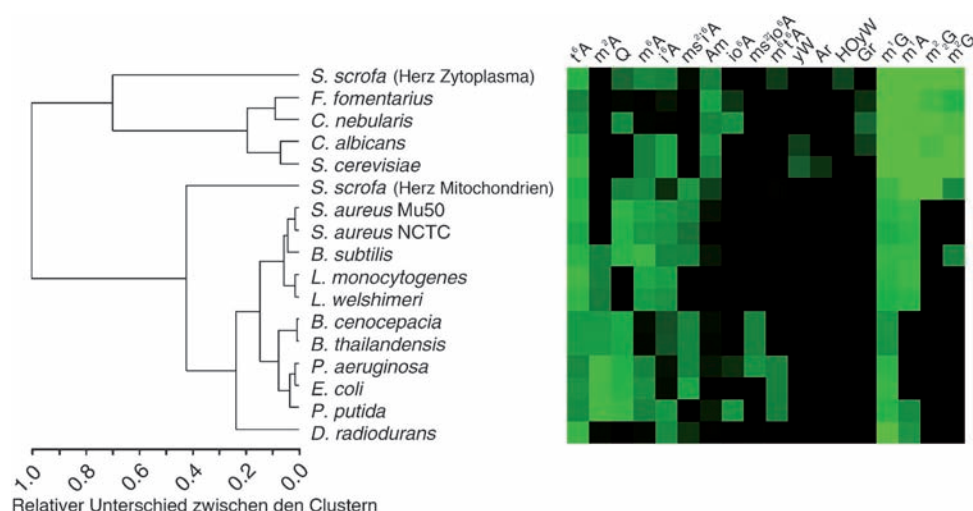 t⁶A m²A Q m⁶A i⁶A ms²i⁶A Am io⁶A ms²io⁶A m⁶t⁶A yW Ar HOyW Gr m¹G m¹A m²₂G m²G
S. scrofa (Herz Zytoplasma)
F. fomentarius
C. nebularis
C. albicans
S. cerevisiae
S. scrofa (Herz Mitochondrien)
S. aureus Mu50
S. aureus NCTC
B. subtilis
L. monocytogenes
L. welshimeri
B. cenocepacia
B. thailandensis
P. aeruginosa
E. coli
P. putida
D. radiodurans
1.0 0.8 0.6 0.4 0.2 0.0
Relativer Unterschied zwischen den Clustern